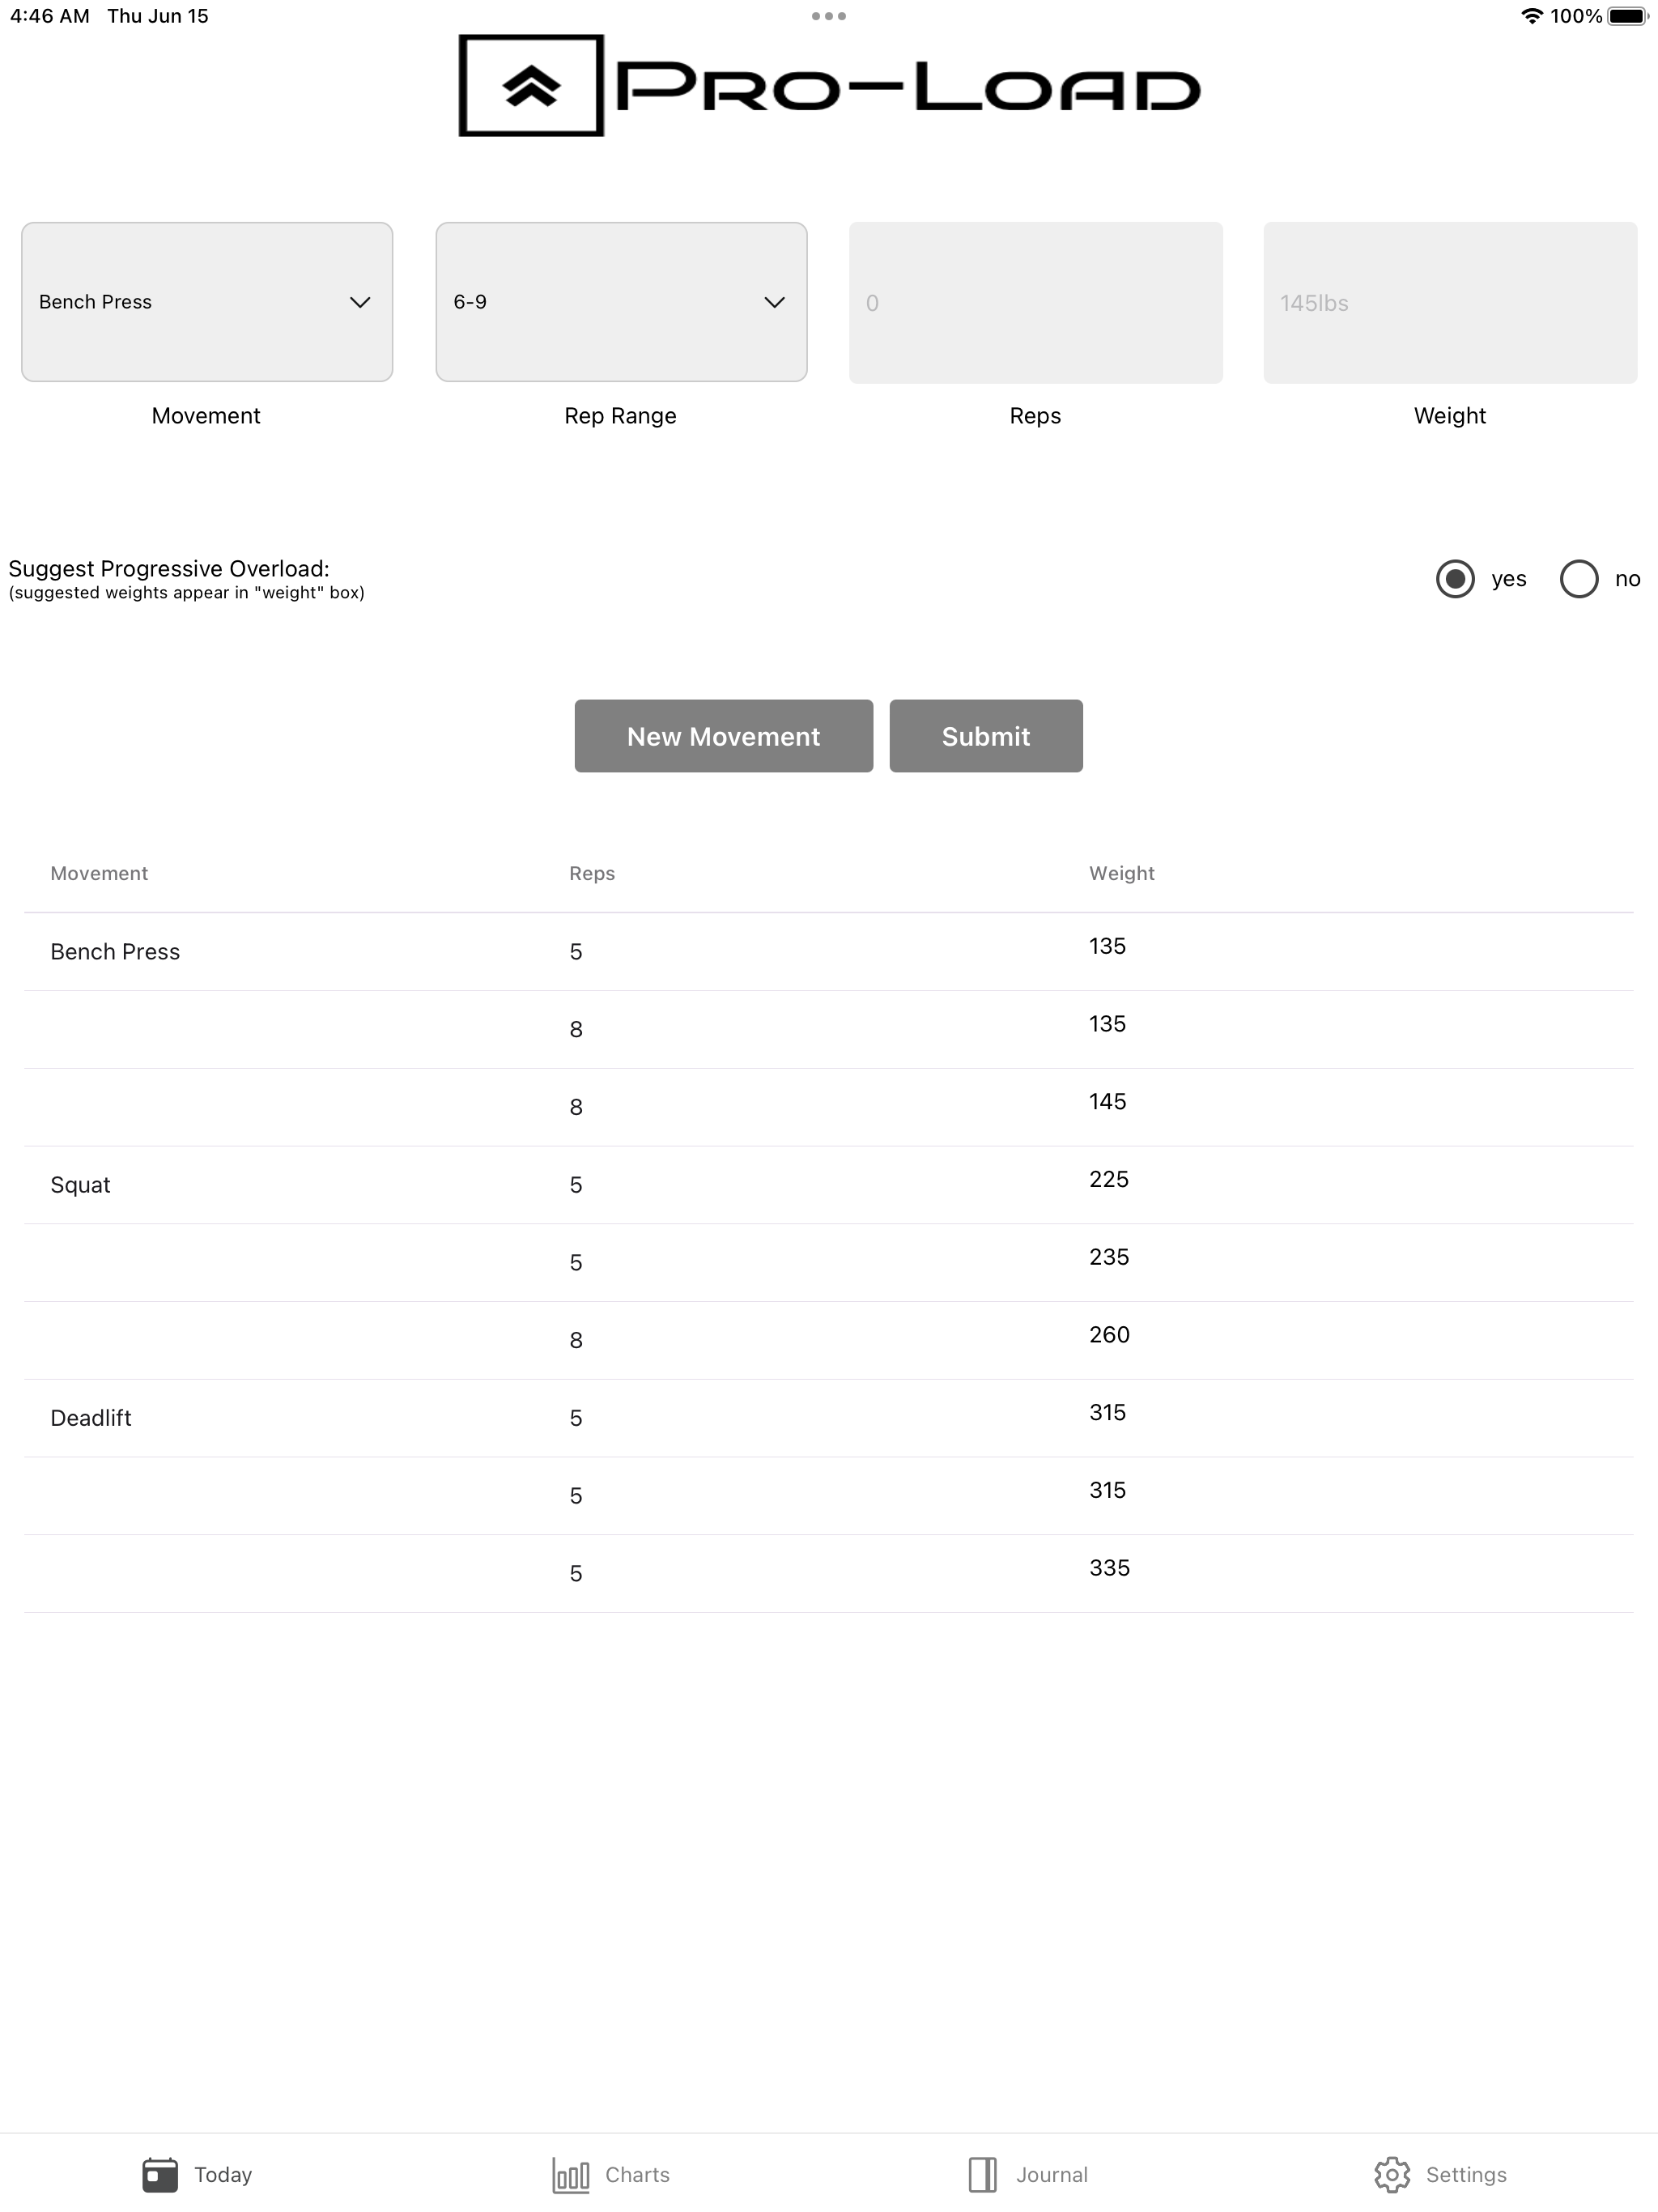 4:46 AM Thu Jun 15 100%
PRO-LOAD
Bench Press 6-9 0 145lbs
Movement Rep Range Reps Weight
Suggest Progressive Overload:
(suggested weights appear in "weight" box)
yes no
New Movement Submit
Movement Reps Weight
Bench Press 5 135
8 135
8 145
Squat 5 225
5 235
8 260
Deadlift 5 315
5 315
5 335
Today Charts Journal Settings